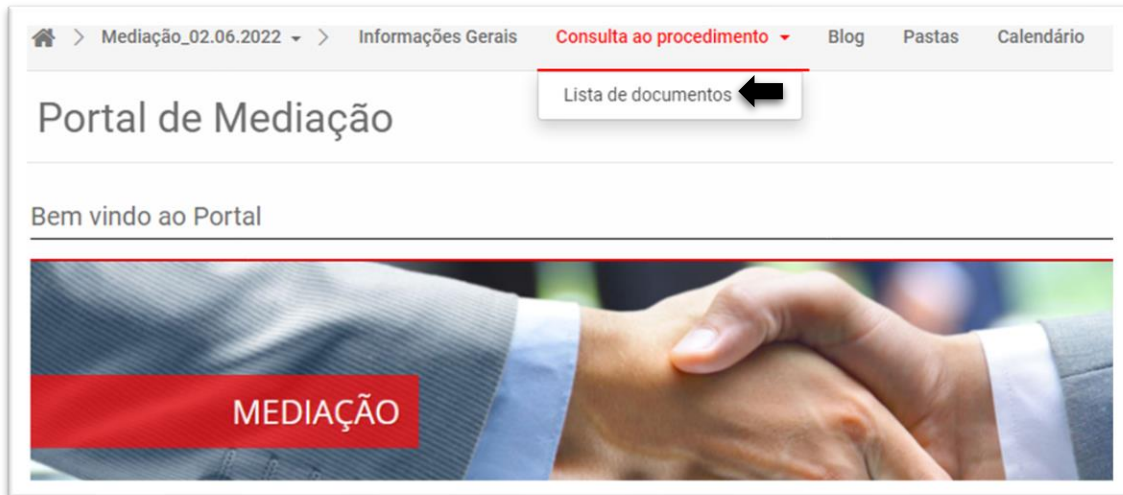 Mediação_02.06.2022 > Informações Gerais Consulta ao procedimento Blog Pastas Calendário
Lista de documentos
Portal de Mediação
Bem vindo ao Portal
MEDIAÇÃO